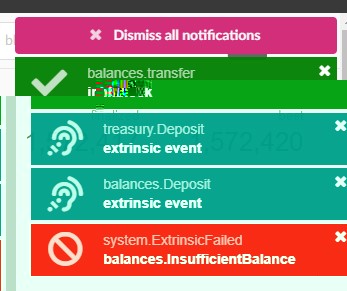 Dismiss all notifications
balances.transfer
treasury.Deposit
extrinsic event
balances.Deposit
extrinsic event
system.ExtrinsicFailed
balances.InsufficientBalance